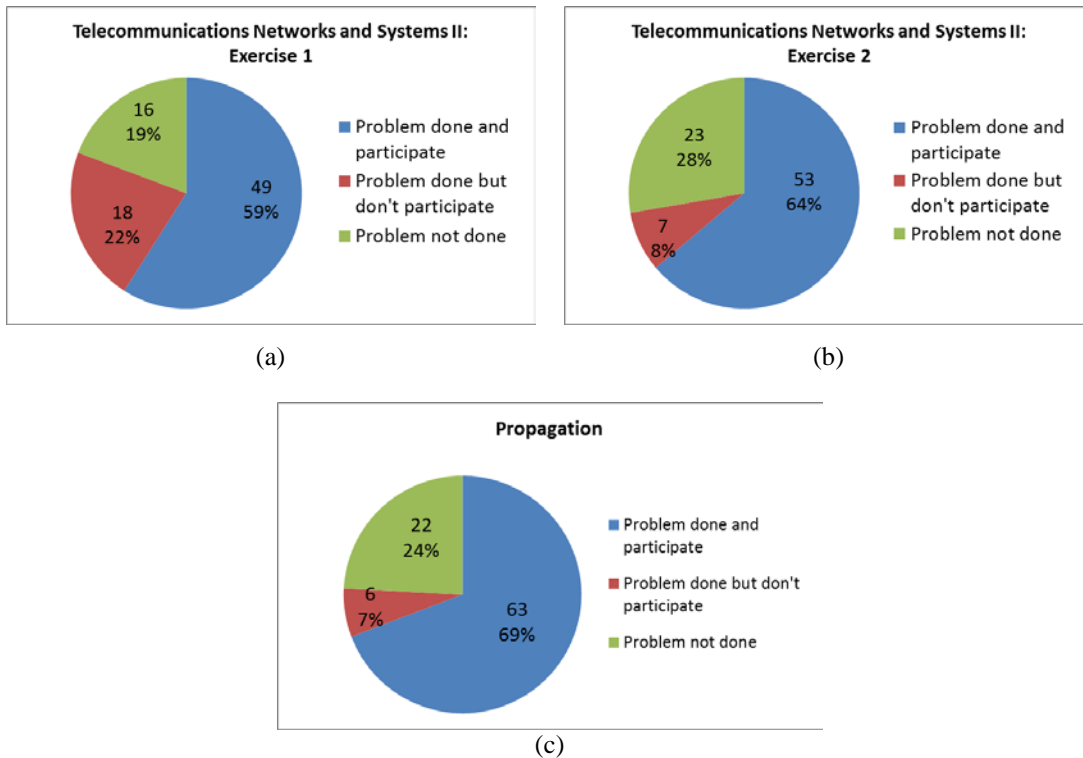 Telecommunications Networks and Systems II:
Exercise 1
16
19%
49
59%
18
22%
Problem done and
participate
Problem done but
don't participate
Problem not done
(a)
Telecommunications Networks and Systems II:
Exercise 2
23
28%
53
64%
7
8%
Problem done and
participate
Problem done but
don't participate
Problem not done
(b)
Propagation
22
24%
6
7%
63
69%
Problem done and
participate
Problem done but don't
participate
Problem not done
(c)